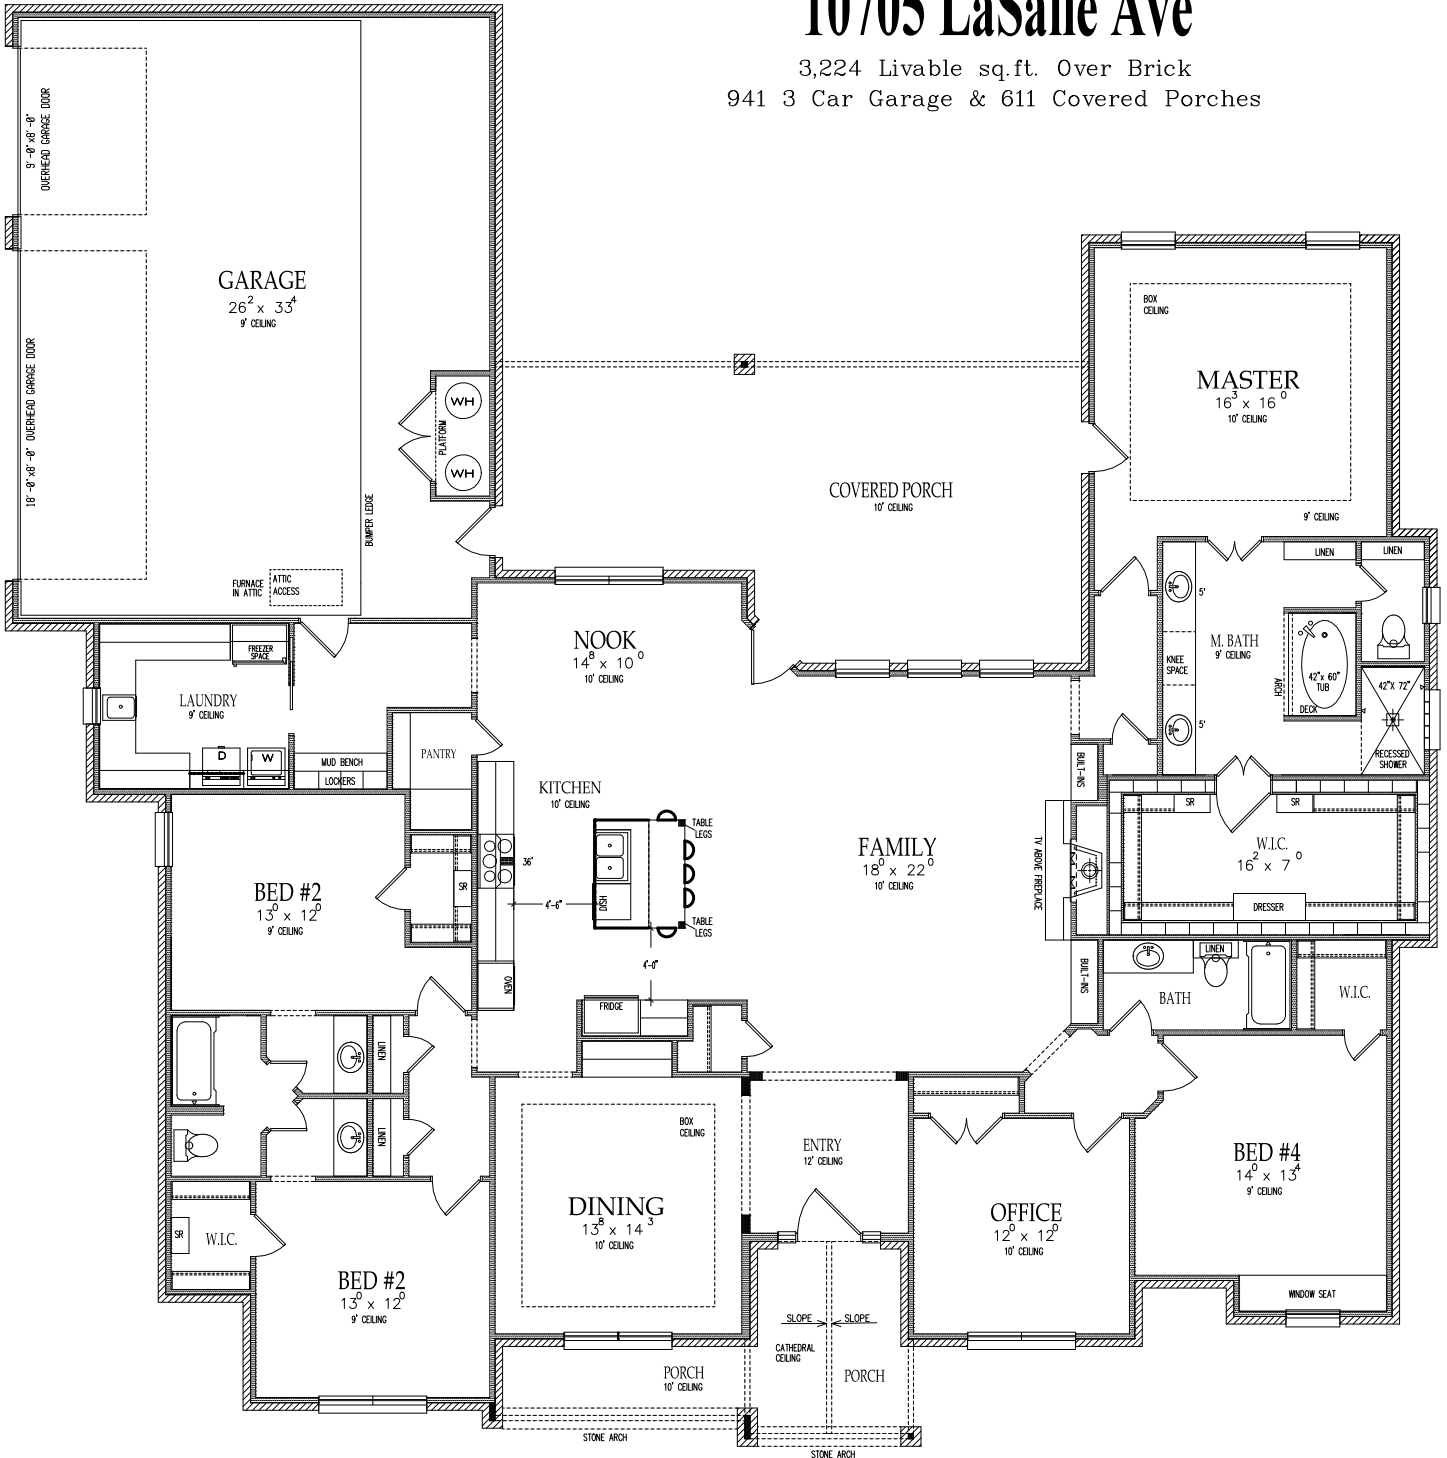 10705 LaSalle Ave
3,224 Livable sq.ft. Over Brick
941 3 Car Garage & 611 Covered Porches
9'-0"x8'-0"
OVERHEAD GARAGE DOOR
18'-0"x8'-0" OVERHEAD GARAGE DOOR
GARAGE
26² x 33⁴
9' CEILING
WH
PLATFORM
WH
BUMPER LEDGE
FURNACE
IN ATTIC
ATTIC
ACCESS
COVERED PORCH
10' CEILING
BOX
CEILING
MASTER
16³ x 16⁰
10' CEILING
9' CEILING
LINEN
LINEN
5'
M. BATH
9' CEILING
KNEE
SPACE
5'
ARCH
42"x 60"
TUB
DECK
42"X 72"
RECESSED
SHOWER
NOOK
14⁸ x 10⁰
10' CEILING
FREEZER
SPACE
LAUNDRY
9' CEILING
D
W
MUD BENCH
LOCKERS
PANTRY
KITCHEN
10' CEILING
TABLE
LEGS
36'
DISH
4'-6"
TABLE
LEGS
4'-0"
OVEN
FRIDGE
FAMILY
18⁰ x 22⁰
10' CEILING
BUILT-INS
TV ABOVE FIREPLACE
BUILT-INS
SR
SR
W.I.C.
16² x 7⁰
DRESSER
BED #2
13⁰ x 12⁰
9' CEILING
SR
LINEN
BATH
W.I.C.
LINEN
LINEN
BOX
CEILING
DINING
13⁸ x 14³
10' CEILING
ENTRY
12' CEILING
OFFICE
12⁰ x 12⁰
10' CEILING
BED #4
14⁰ x 13⁴
9' CEILING
WINDOW SEAT
SR
W.I.C.
BED #2
13⁰ x 12⁰
9' CEILING
SLOPE
SLOPE
CATHEDRAL
CEILING
PORCH
10' CEILING
PORCH
STONE ARCH
STONE ARCH